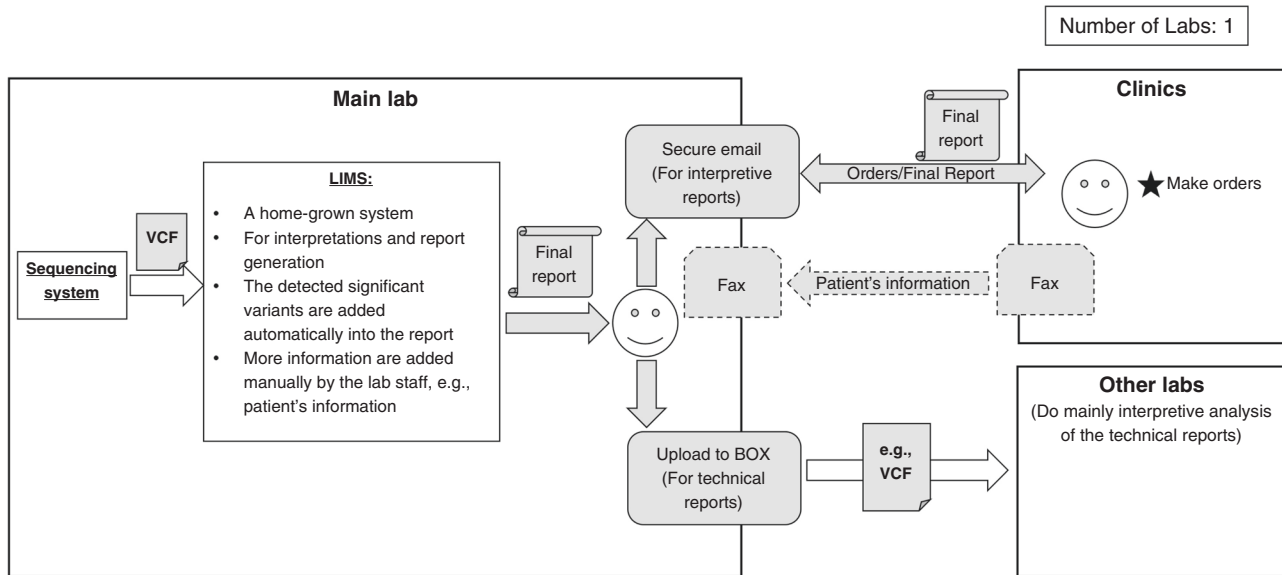 Number of Labs: 1
Main lab
Sequencing
system
VCF
LIMS:
• A home-grown system
• For interpretations and report
generation
• The detected significant
variants are added
automatically into the report
• More information are added
manually by the lab staff, e.g.,
patient's information
Final
report
Secure email
(For interpretive
reports)
Fax
Upload to BOX
(For technical
reports)
Final
report
Orders/Final Report
Patient's information
e.g.,
VCF
Clinics
Make orders
Fax
Other labs
(Do mainly interpretive analysis
of the technical reports)